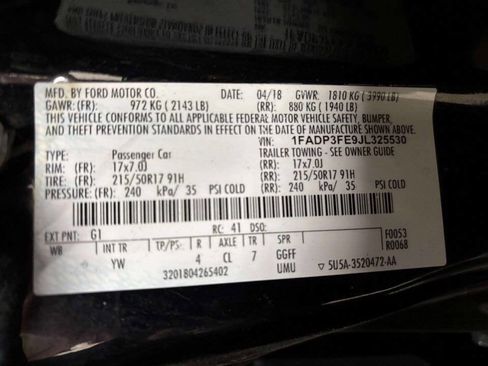 MFD. BY FORD MOTOR CO. DATE: 04/18 GVWR: 1810 KG ( 3990 LB)
GAWR: (FR): 972 KG ( 2143 LB) (RR): 880 KG ( 1940 LB)
THIS VEHICLE CONFORMS TO ALL APPLICABLE FEDERAL MOTOR VEHICLE SAFETY, BUMPER,
AND THEFT PREVENTION STANDARDS IN EFFECT ON THE DATE OF MANUFACTURE SHOWN ABOVE.
VIN: 1FADP3FE9JL325530
TYPE: Passenger Car TRAILER TOWING - SEE OWNER GUIDE
RIM: (FR): 17x7.0J (RR): 17x7.0J
TIRE: (FR): 215/50R17 91H (RR): 215/50R17 91H
PRESSURE: (FR): 240 kPa/ 35 PSI COLD (RR): 240 kPa/ 35 PSI COLD
EXT PNT: G1 RC: 41 DSO: F0053
R0068
WB INT TR TP/PS R AXLE TR SPR
YW 4 CL 7 GGFF
UMU
3201804265402 ▽ 5U5A-3520472-AA